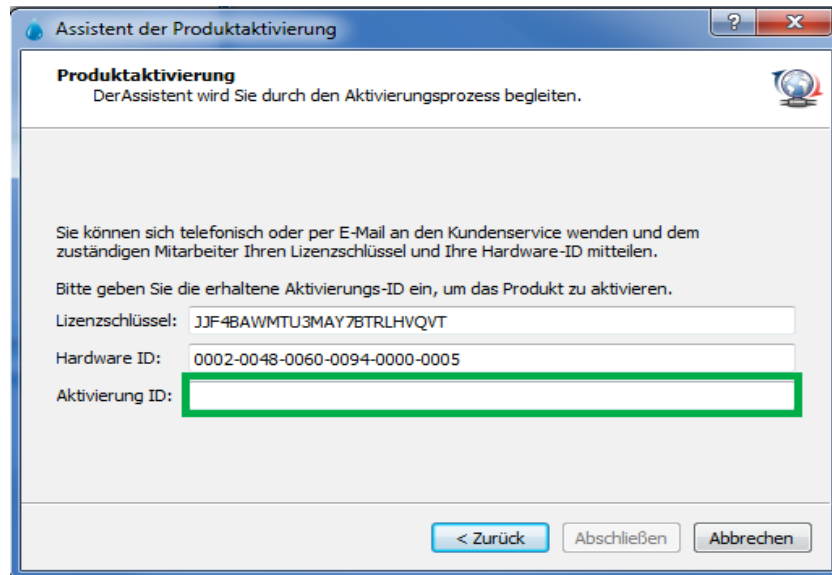 Assistent der Produktaktivierung
Produktaktivierung
DerAssistent wird Sie durch den Aktivierungsprozess begleiten.
Sie können sich telefonisch oder per E-Mail an den Kundenservice wenden und dem
zuständigen Mitarbeiter Ihren Lizenzschlüssel und Ihre Hardware-ID mitteilen.
Bitte geben Sie die erhaltene Aktivierungs-ID ein, um das Produkt zu aktivieren.
Lizenzschlüssel: JJF4BAWMTU3MAY7BTRLHVQVT
Hardware ID: 0002-0048-0060-0094-0000-0005
Aktivierung ID:
< Zurück Abschließen Abbrechen